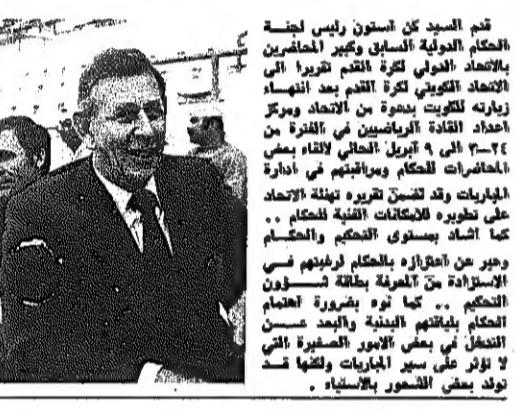 قدم السيد كن استون رئيس لجنة
الحكام الدولية السابق وكبير المحاضرين
بالاتحاد الدولي لكرة القدم تقريرا الى
الاتحاد الكويتي لكرة القدم بعد انتهاء
زيارته للكويت بدعوة من الاتحاد ومركز
اعداد القادة الرياضيين في الفترة من
٢٤–٣ الى ٩ أبريل الحالي لالقاء بعض
المحاضرات للحكام ومراقبتهم في ادارة
المباريات وقد تضمن تقريره تهنئة الاتحاد
على تطويره للامكانات الفنية للحكام ..
كما أشاد بمستوى التحكيم والحكام
وعبر عن اعتزازه بالحكام لرغبتهم في
الاستزادة من المعرفة بطاقة شؤون
التحكيم .. كما نوه بضرورة اهتمام
الحكام بلياقتهم البدنية والبعد عن
التدخل في بعض الامور الصغيرة التي
لا تؤثر على سير المباريات ولكنها قد
تولد بعض الشعور بالاستياء .